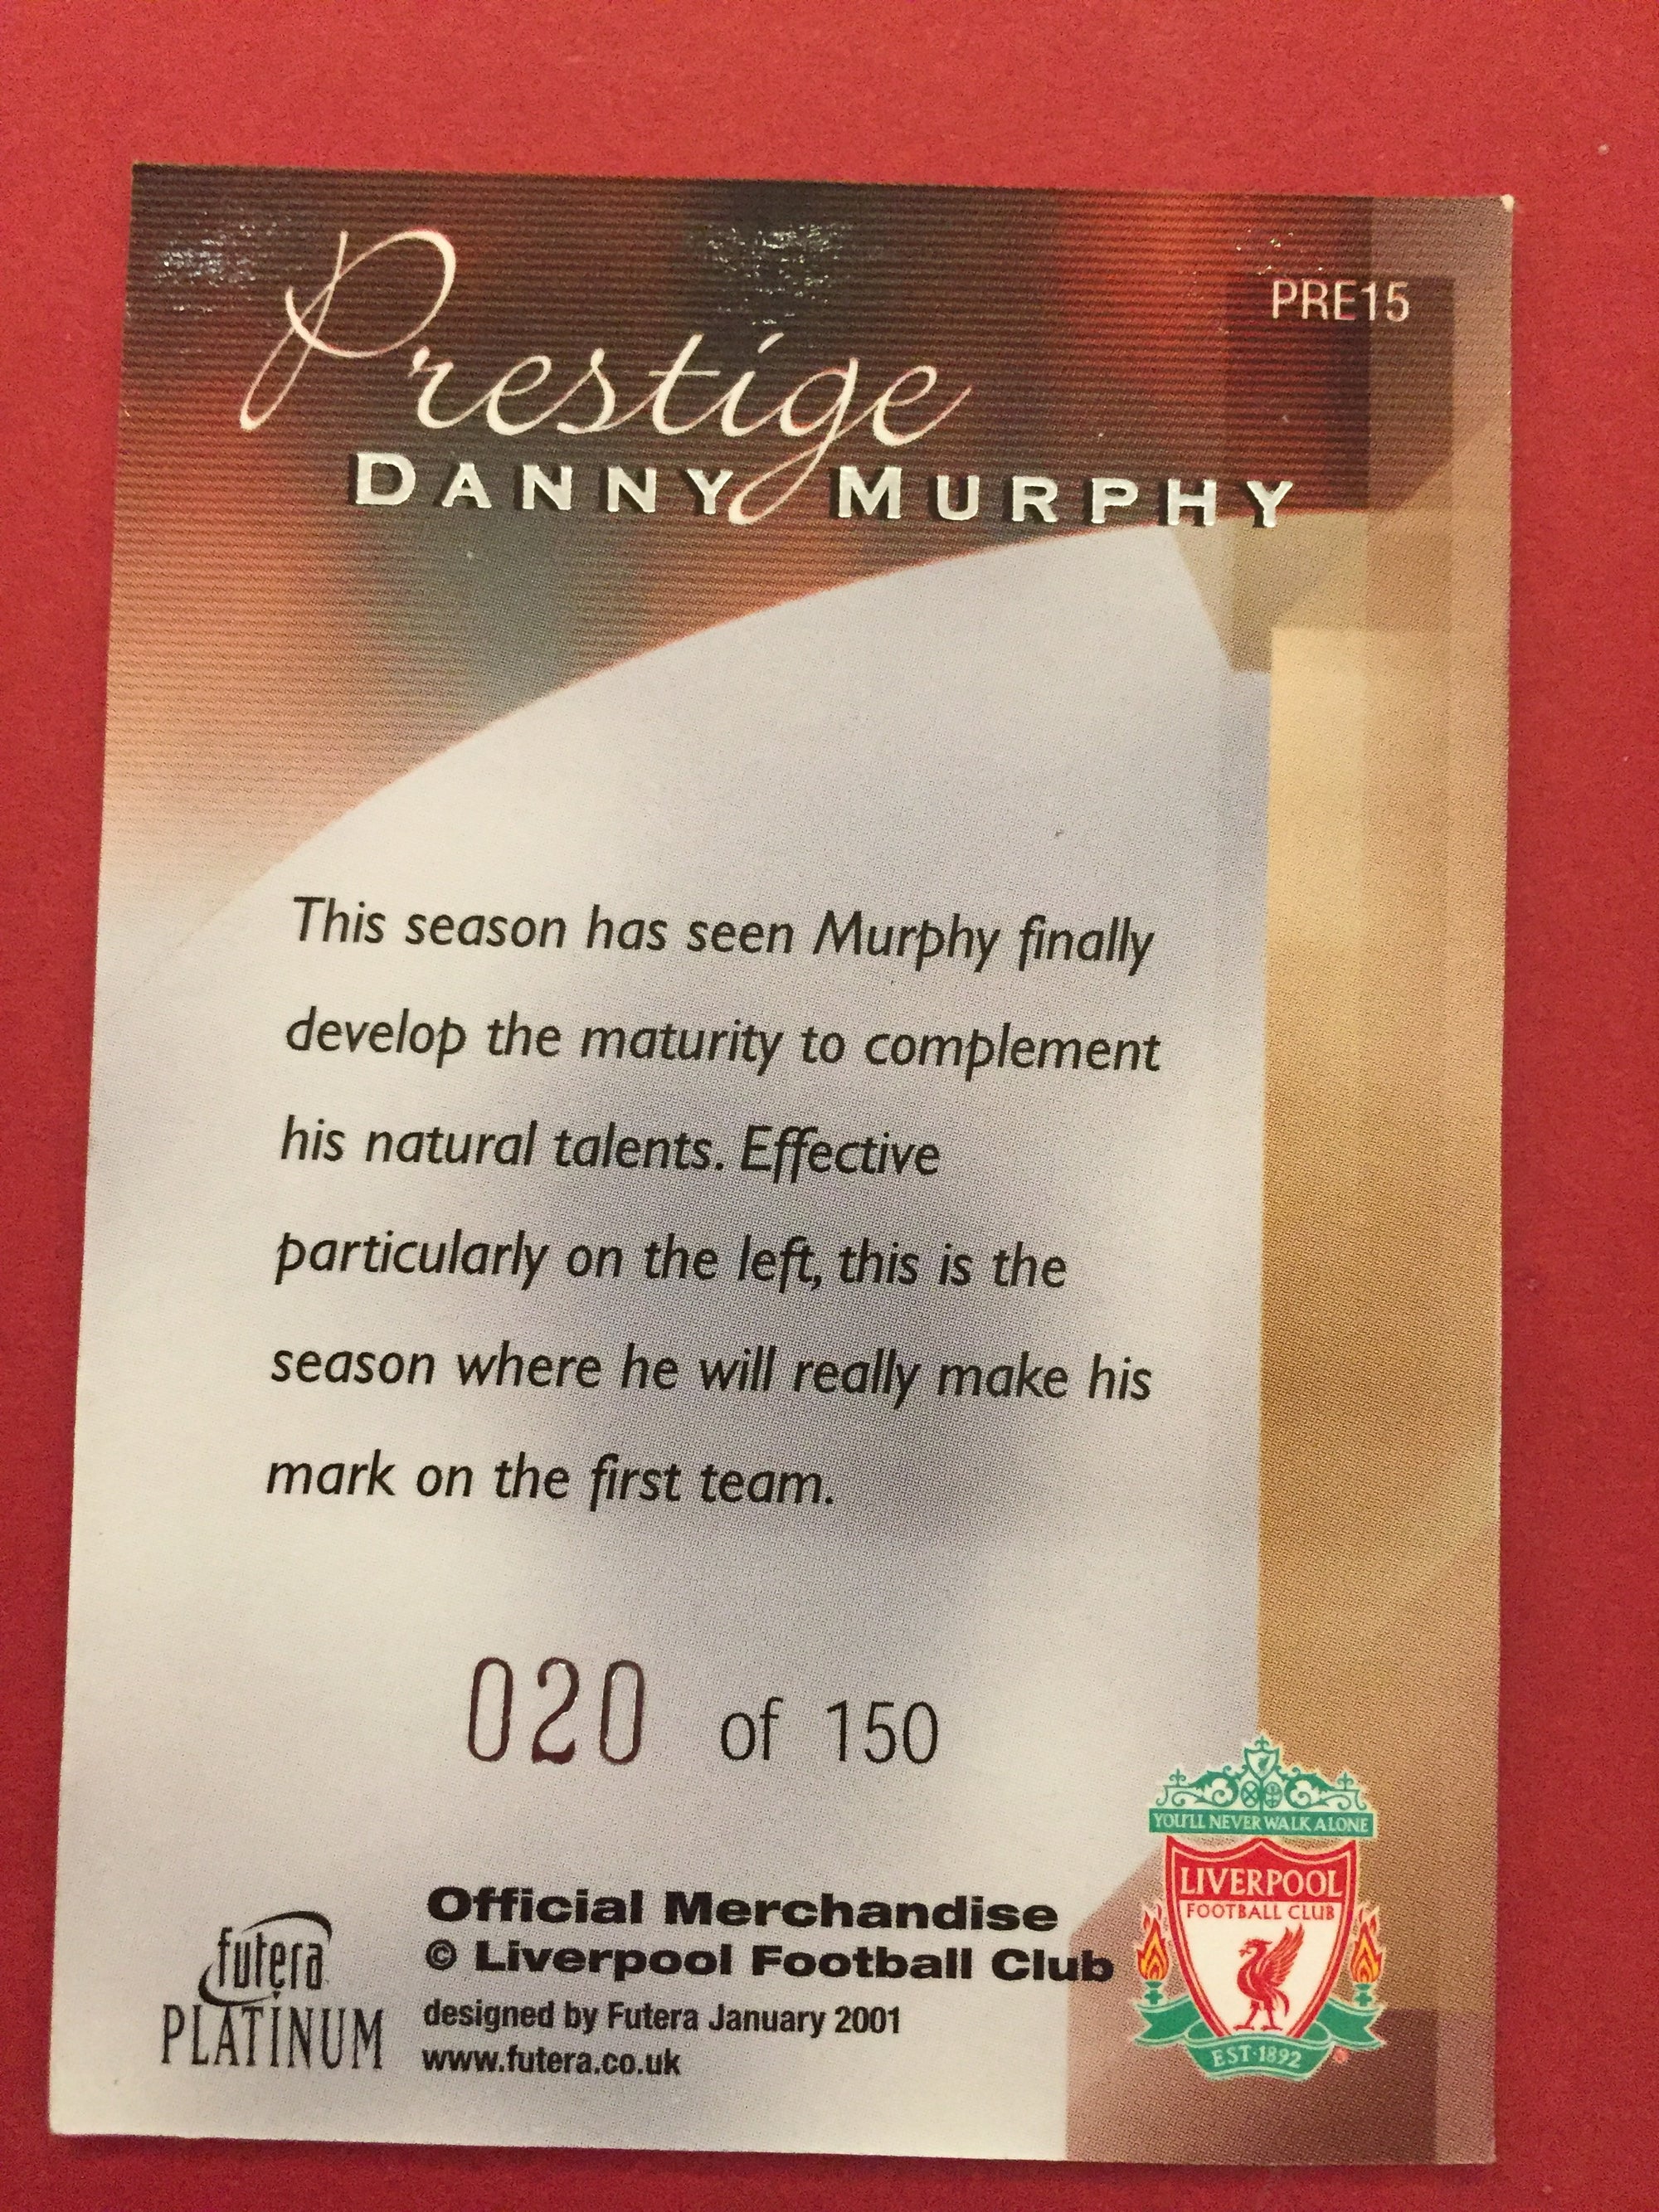 Prestige
PRE15
DANNY MURPHY
This season has seen Murphy finally
develop the maturity to complement
his natural talents. Effective
particularly on the left, this is the
season where he will really make his
mark on the first team.
020 of 150
YOU'LL NEVER WALK ALONE
LIVERPOOL
FOOTBALL CLUB
EST·1892
futera
PLATINUM
Official Merchandise
© Liverpool Football Club
designed by Futera January 2001
www.futera.co.uk